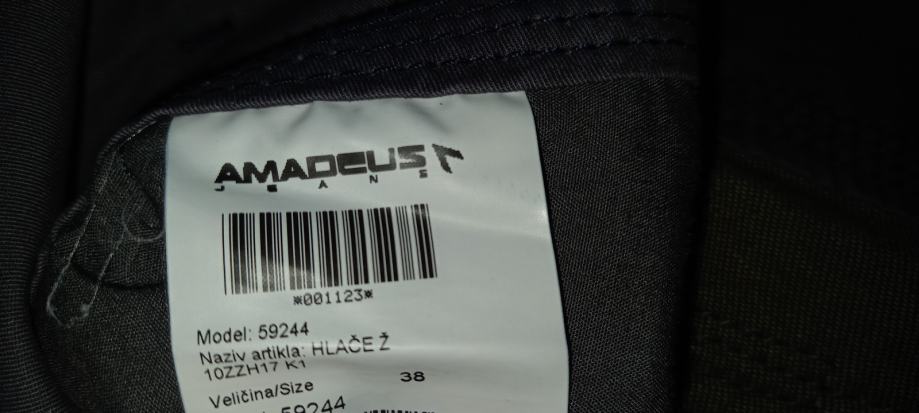 AMADEUS
JEANS
*001123*
Model: 59244
Naziv artikla: HLAČE Ž
10ZZH17 K1
Veličina/Size 38
59244